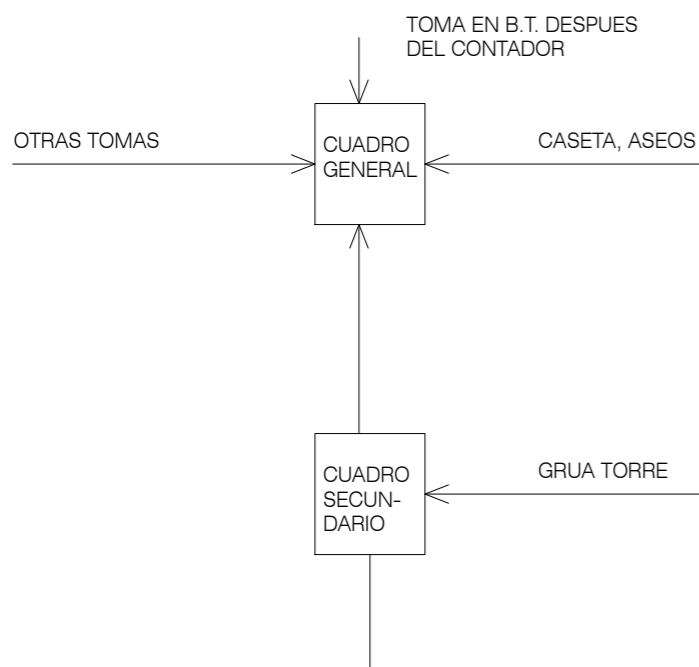 TOMA EN B.T. DESPUES
DEL CONTADOR
OTRAS TOMAS
CUADRO
GENERAL
CASETA, ASEOS
CUADRO
SECUN-
DARIO
GRUA TORRE